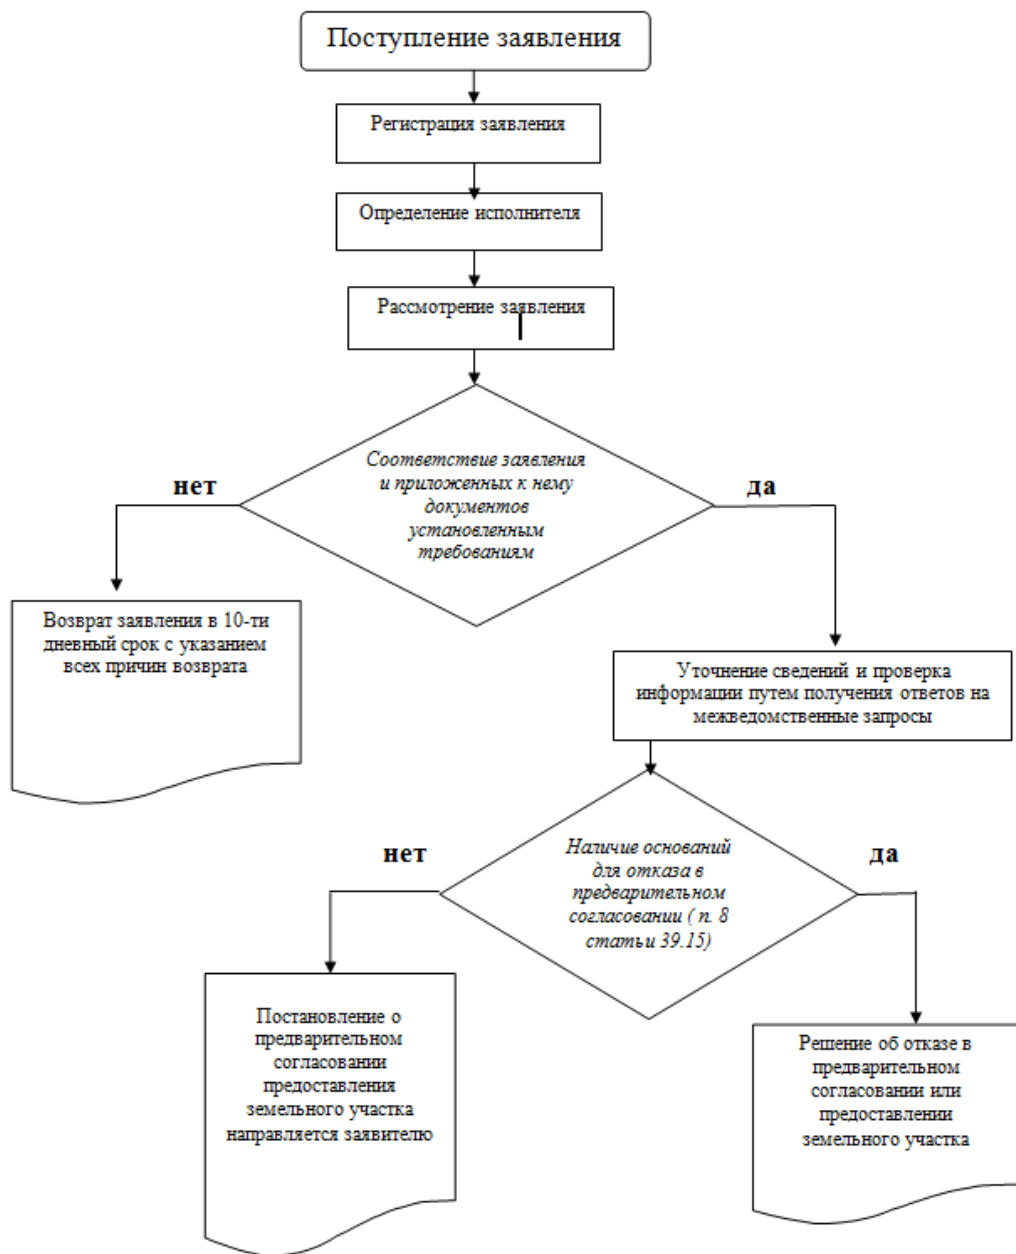 Поступление заявления
Регистрация заявления
Определение исполнителя
Рассмотрение заявления
Соответствие заявления
и приложенных к нему
документов
установленным
требованиям
нет
да
Возврат заявления в 10-ти
дневный срок с указанием
всех причин возврата
Уточнение сведений и проверка
информации путем получения ответов на
межведомственные запросы
Наличие оснований
для отказа в
предварительном
согласовании ( п. 8
статьи 39.15)
нет
да
Постановление о
предварительном
согласовании
предоставления
земельного участка
направляется заявителю
Решение об отказе в
предварительном
согласовании или
предоставлении
земельного участка